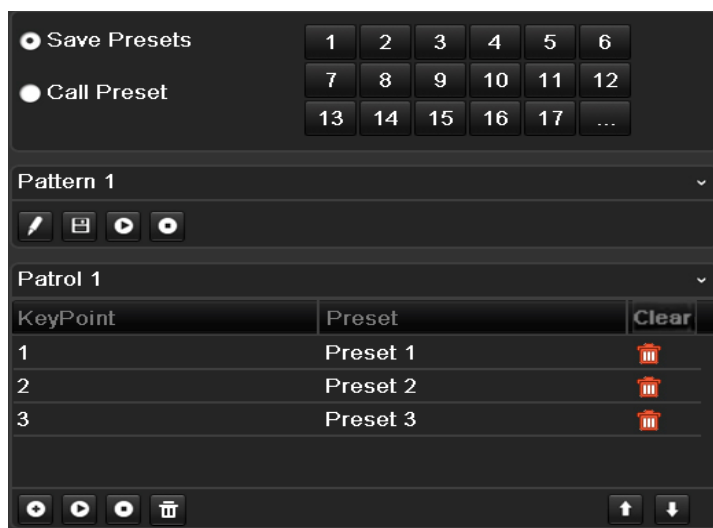 Save Presets
1 2 3 4 5 6
Call Preset
7 8 9 10 11 12
13 14 15 16 17 ...
Pattern 1
Patrol 1
KeyPoint Preset Clear
1 Preset 1
2 Preset 2
3 Preset 3